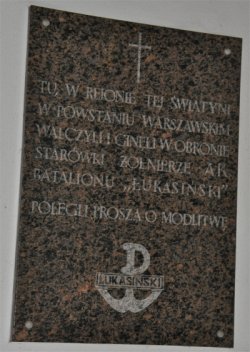 TU, W REJONIE TEJ ŚWIĄTYNI
W POWSTANIU WARSZAWSKIM
WALCZYLI I GINĘLI W OBRONIE
STARÓWKI ŻOŁNIERZE AK
BATALIONU „ŁUKASIŃSKI”
POLEGLI PROSZĄ O MODLITWĘ
ŁUKASIŃSKI